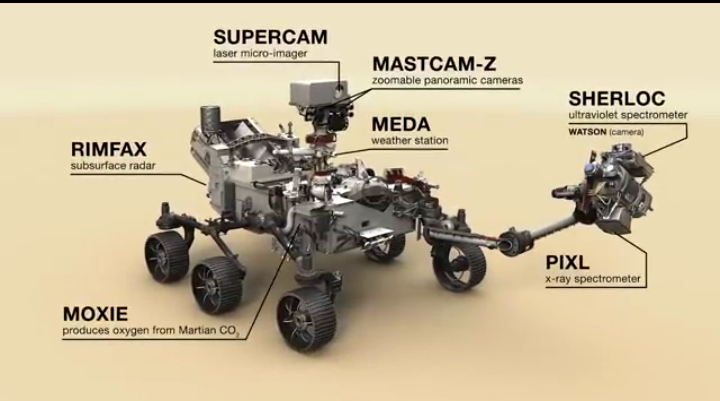 SUPERCAM
laser micro-imager
MASTCAM-Z
zoomable panoramic cameras
SHERLOC
ultraviolet spectrometer
WATSON (camera)
MEDA
weather station
RIMFAX
subsurface radar
PIXL
x-ray spectrometer
MOXIE
produces oxygen from Martian CO₂